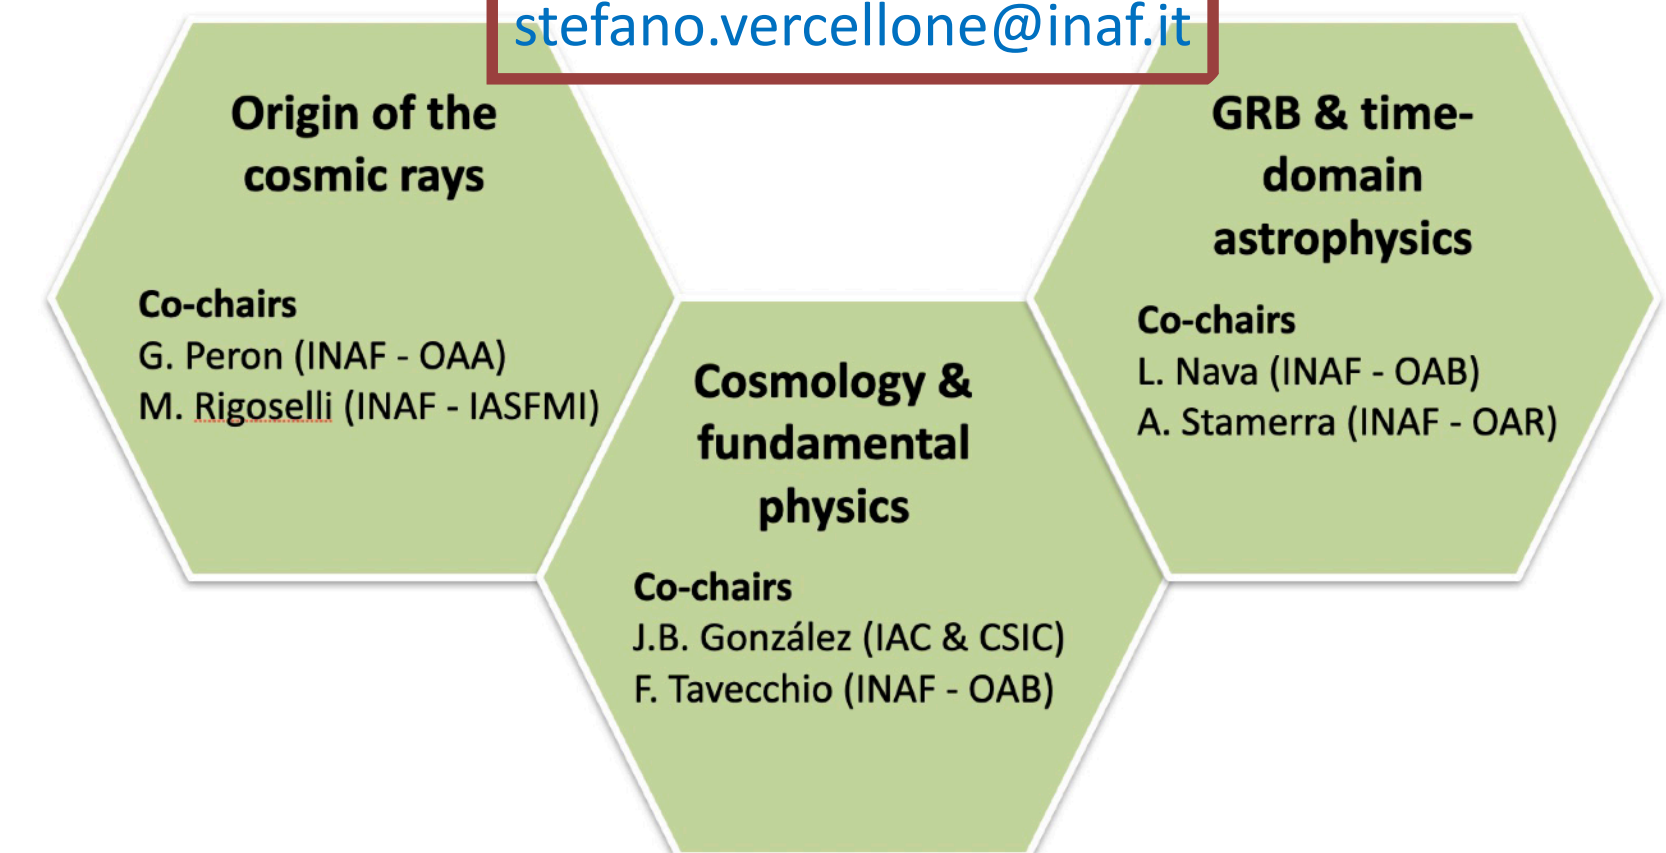 stefano.vercellone@inaf.it
Origin of the
cosmic rays
Co-chairs
G. Peron (INAF - OAA)
M. Rigoselli (INAF - IASFMI)
Cosmology &
fundamental
physics
Co-chairs
J.B. González (IAC & CSIC)
F. Tavecchio (INAF - OAB)
GRB & time-
domain
astrophysics
Co-chairs
L. Nava (INAF - OAB)
A. Stamerra (INAF - OAR)